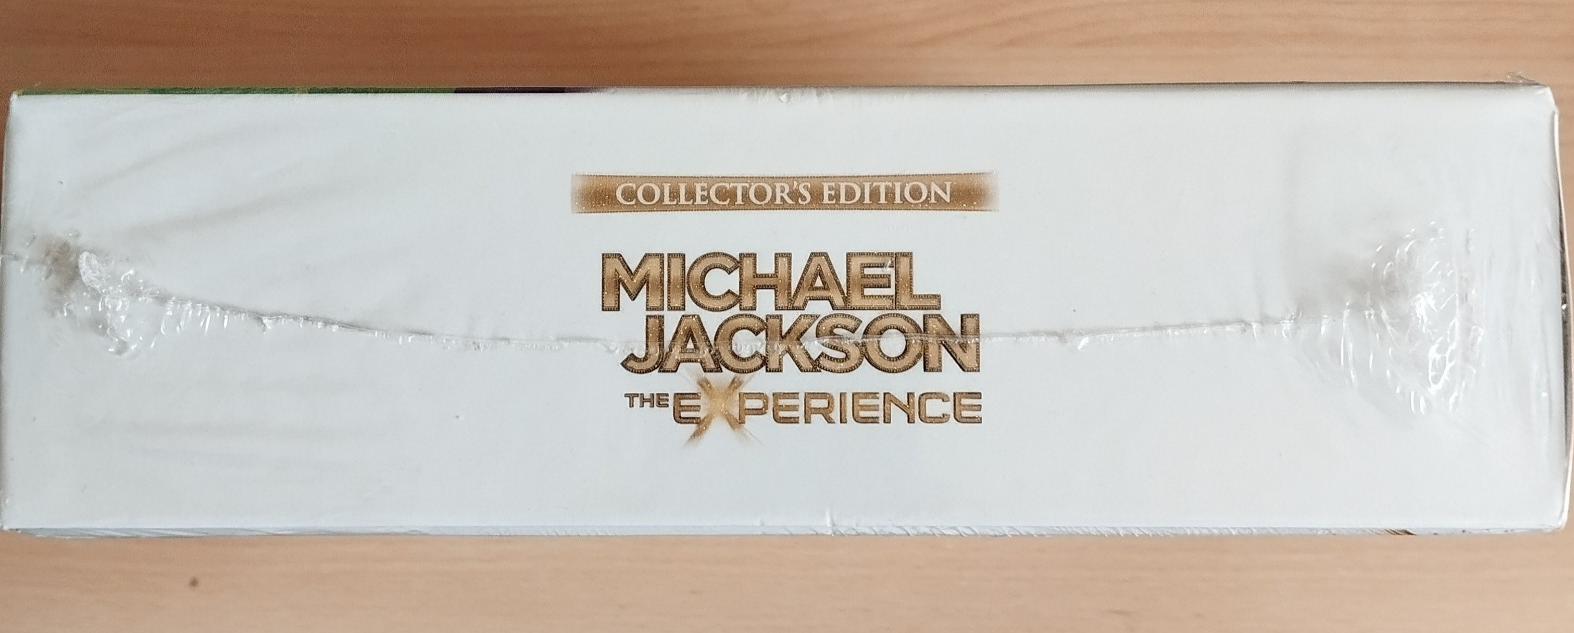 COLLECTOR'S EDITION
MICHAEL
JACKSON
THE EXPERIENCE